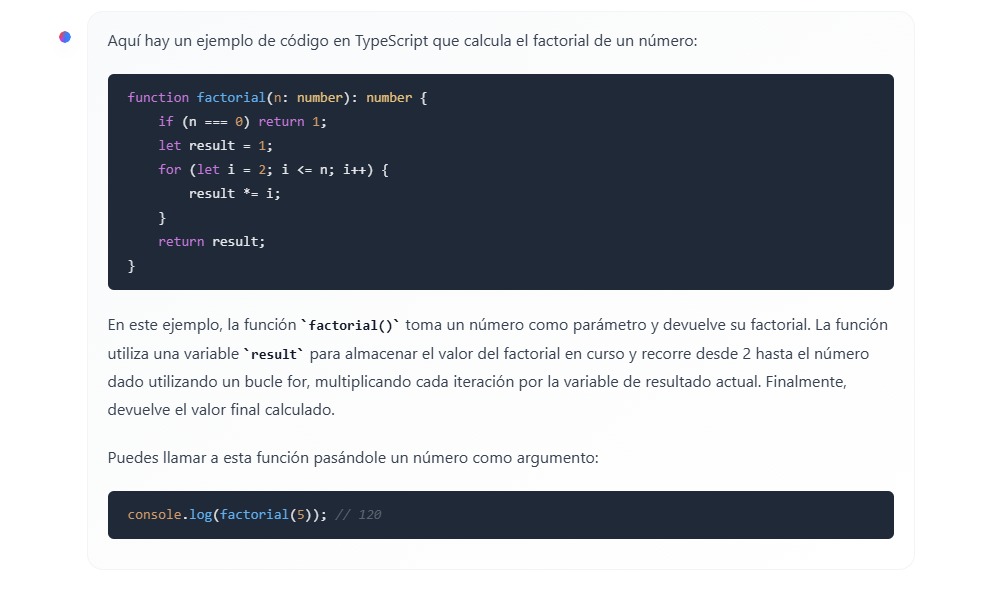 Aquí hay un ejemplo de código en TypeScript que calcula el factorial de un número:
function factorial(n: number): number {
    if (n === 0) return 1;
    let result = 1;
    for (let i = 2; i <= n; i++) {
        result *= i;
    }
    return result;
}
En este ejemplo, la función `factorial()` toma un número como parámetro y devuelve su factorial. La función
utiliza una variable `result` para almacenar el valor del factorial en curso y recorre desde 2 hasta el número
dado utilizando un bucle for, multiplicando cada iteración por la variable de resultado actual. Finalmente,
devuelve el valor final calculado.
Puedes llamar a esta función pasándole un número como argumento:
console.log(factorial(5)); // 120